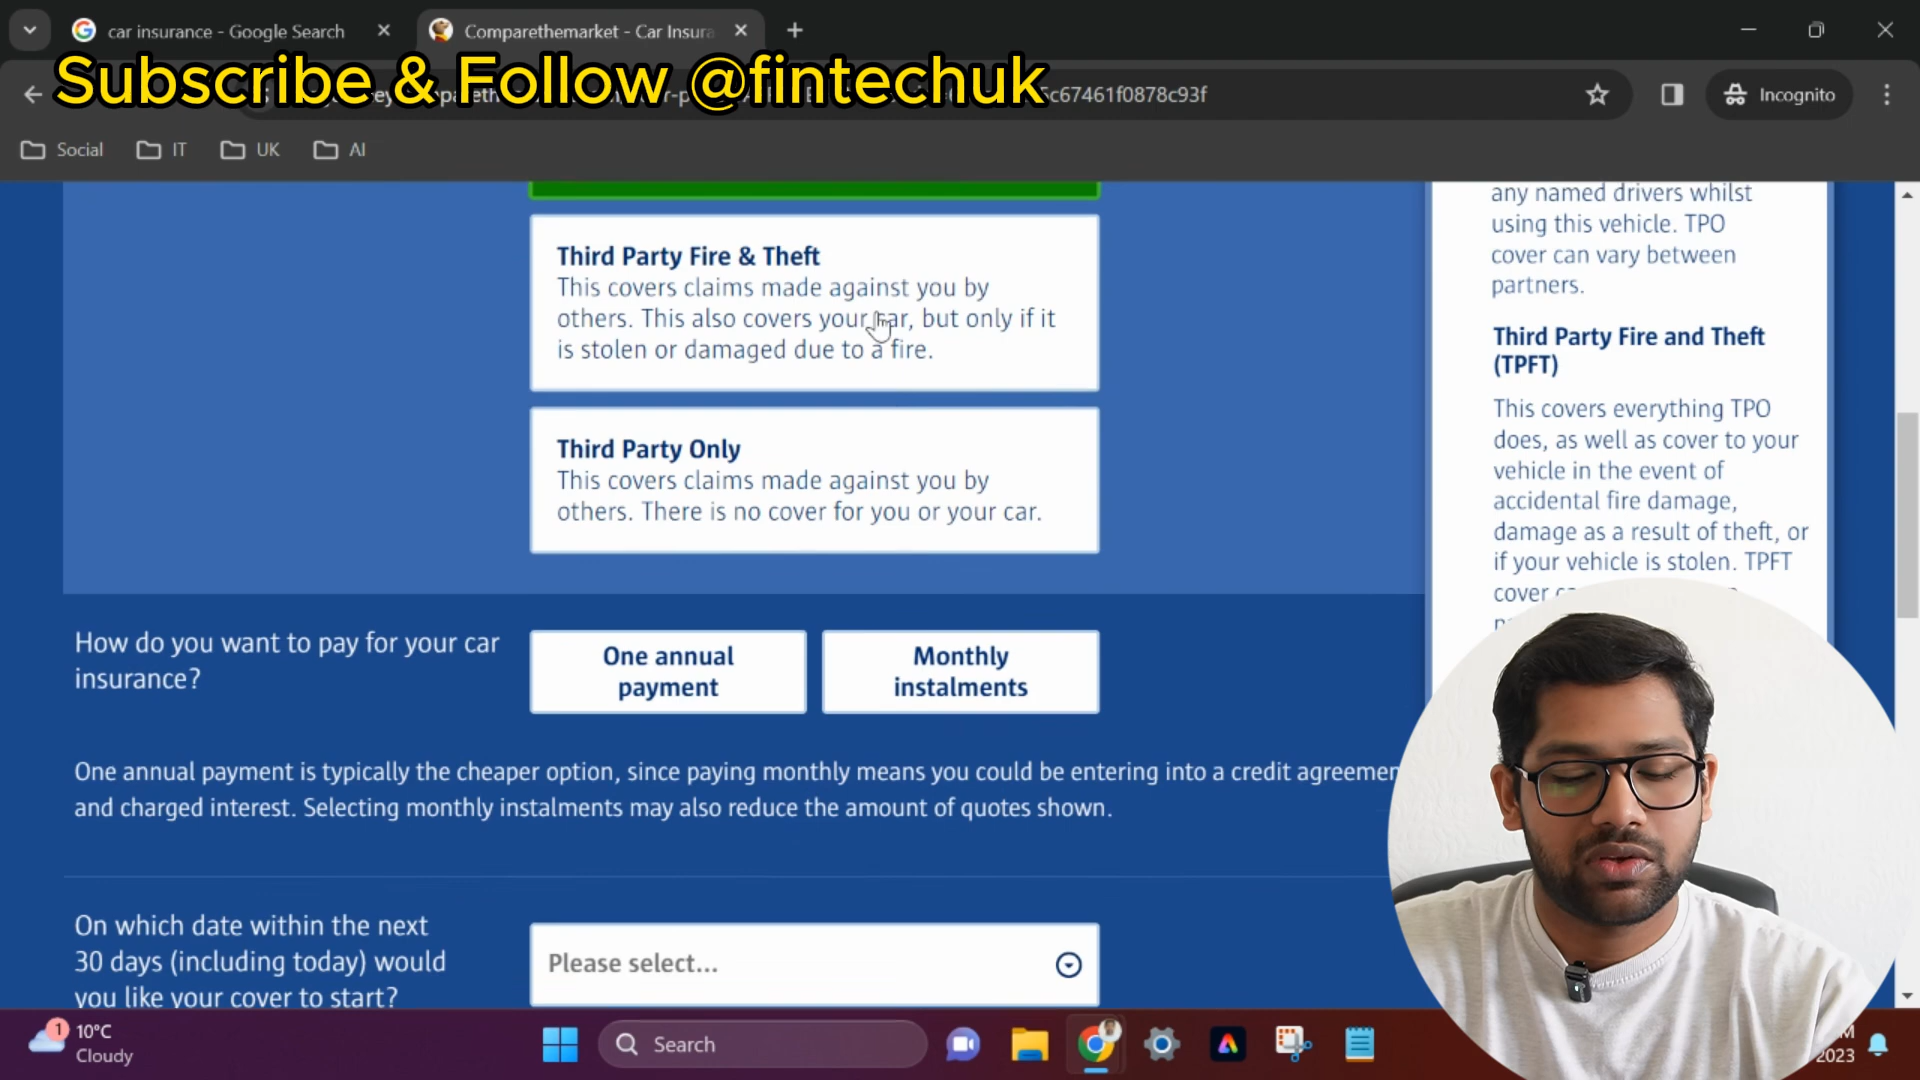 car insurance - Google Search
Comparethemarket - Car Insura
Subscribe & Follow @fintechuk
5c67461f0878c93f
Incognito
Social
IT
UK
AI
Third Party Fire & Theft
This covers claims made against you by
others. This also covers your car, but only if it
is stolen or damaged due to a fire.
Third Party Only
This covers claims made against you by
others. There is no cover for you or your car.
How do you want to pay for your car
insurance?
One annual
payment
Monthly
instalments
One annual payment is typically the cheaper option, since paying monthly means you could be entering into a credit agreemen
and charged interest. Selecting monthly instalments may also reduce the amount of quotes shown.
On which date within the next
30 days (including today) would
you like your cover to start?
Please select...
any named drivers whilst
using this vehicle. TPO
cover can vary between
partners.
Third Party Fire and Theft
(TPFT)
This covers everything TPO
does, as well as cover to your
vehicle in the event of
accidental fire damage,
damage as a result of theft, or
if your vehicle is stolen. TPFT
cover
1
10°C
Cloudy
Search
2023